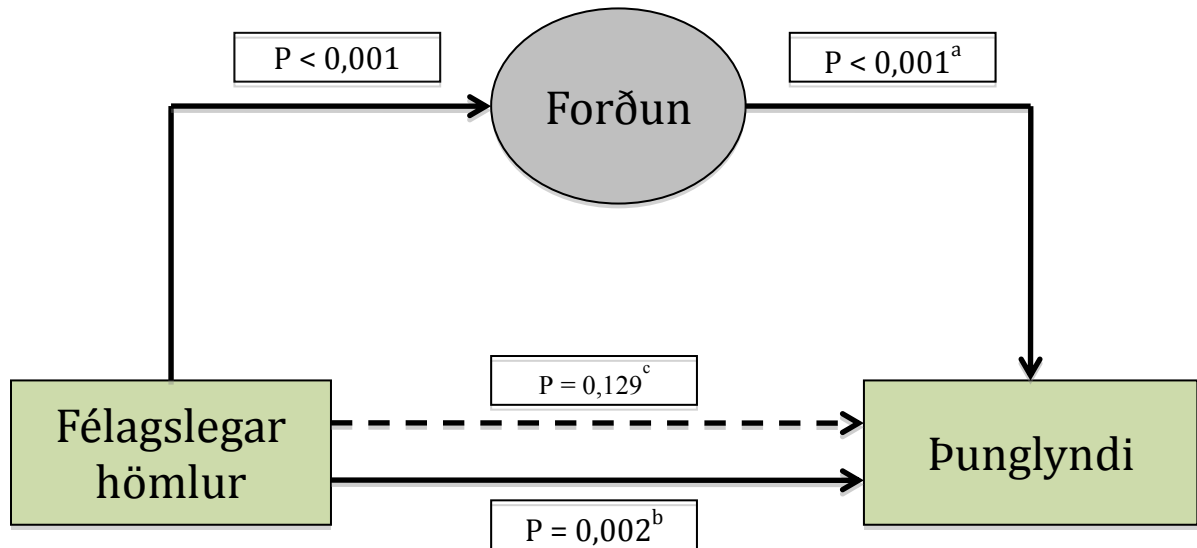 P < 0,001
P < 0,001a
Forðun
P = 0,129c
Félagslegar
hömlur
Þunglyndi
P = 0,002b